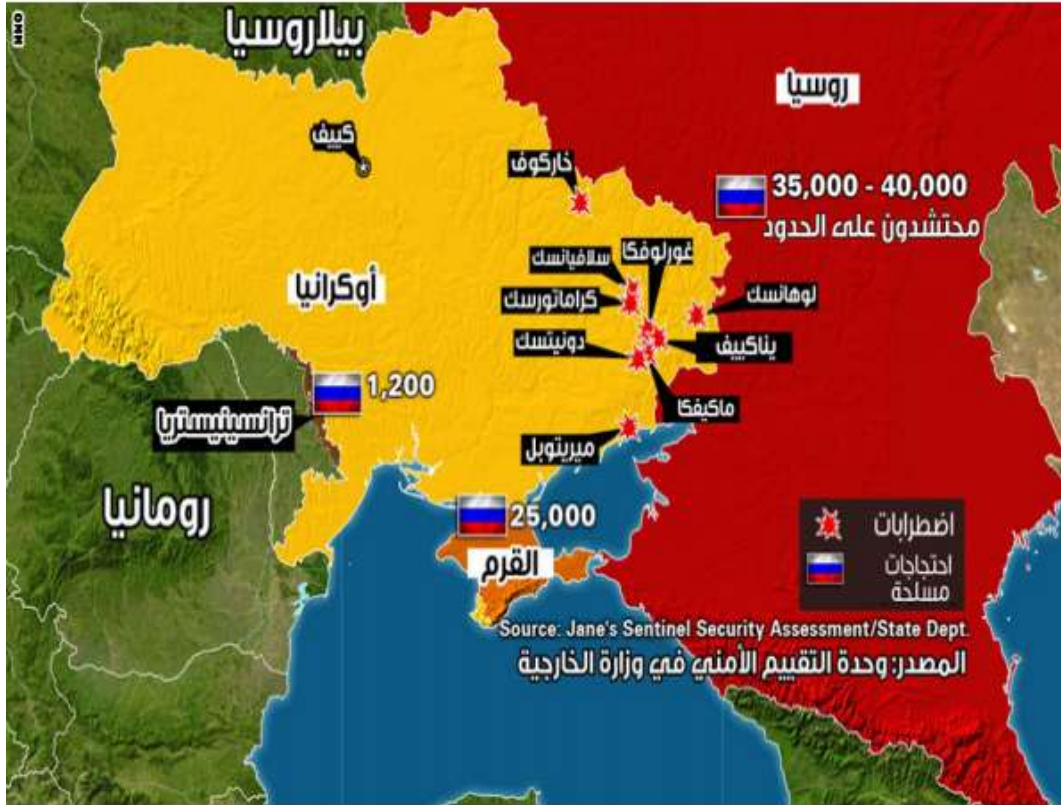 CNN
بيلاروسيا
روسيا
كييف
خاركوف
35,000 - 40,000
محتشدون على الحدود
سلافيانسك
غورلوفكا
أوكرانيا
كراماتورسك
لوهانسك
دونيتسك
يناكييف
1,200
ترانسينيستريا
ماكيفكا
ميريتوبل
رومانيا
25,000
القرم
اضطرابات
احتجاجات
مسلحة
Source: Jane's Sentinel Security Assessment/State Dept.
المصدر: وحدة التقييم الأمني في وزارة الخارجية